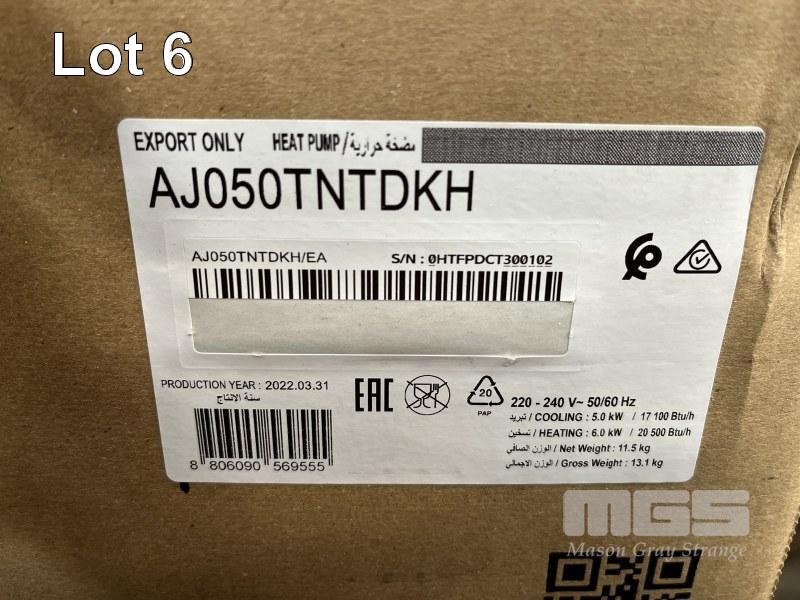 Lot 6
EXPORT ONLY HEAT PUMP/مضخة حرارية
AJ050TNTDKH
AJ050TNTDKH/EA S/N : 0HTFPDCT300102
PRODUCTION YEAR : 2022.03.31
سنة الانتاج
8 806090 569555
EAC
20
PAP
220 - 240 V~ 50/60 Hz
تبريد / COOLING : 5.0 kW / 17 100 Btu/h
تسخين / HEATING : 6.0 kW / 20 500 Btu/h
الوزن الصافي / Net Weight : 11.5 kg
الوزن الاجمالي / Gross Weight : 13.1 kg
MGS
Mason Gray Strange